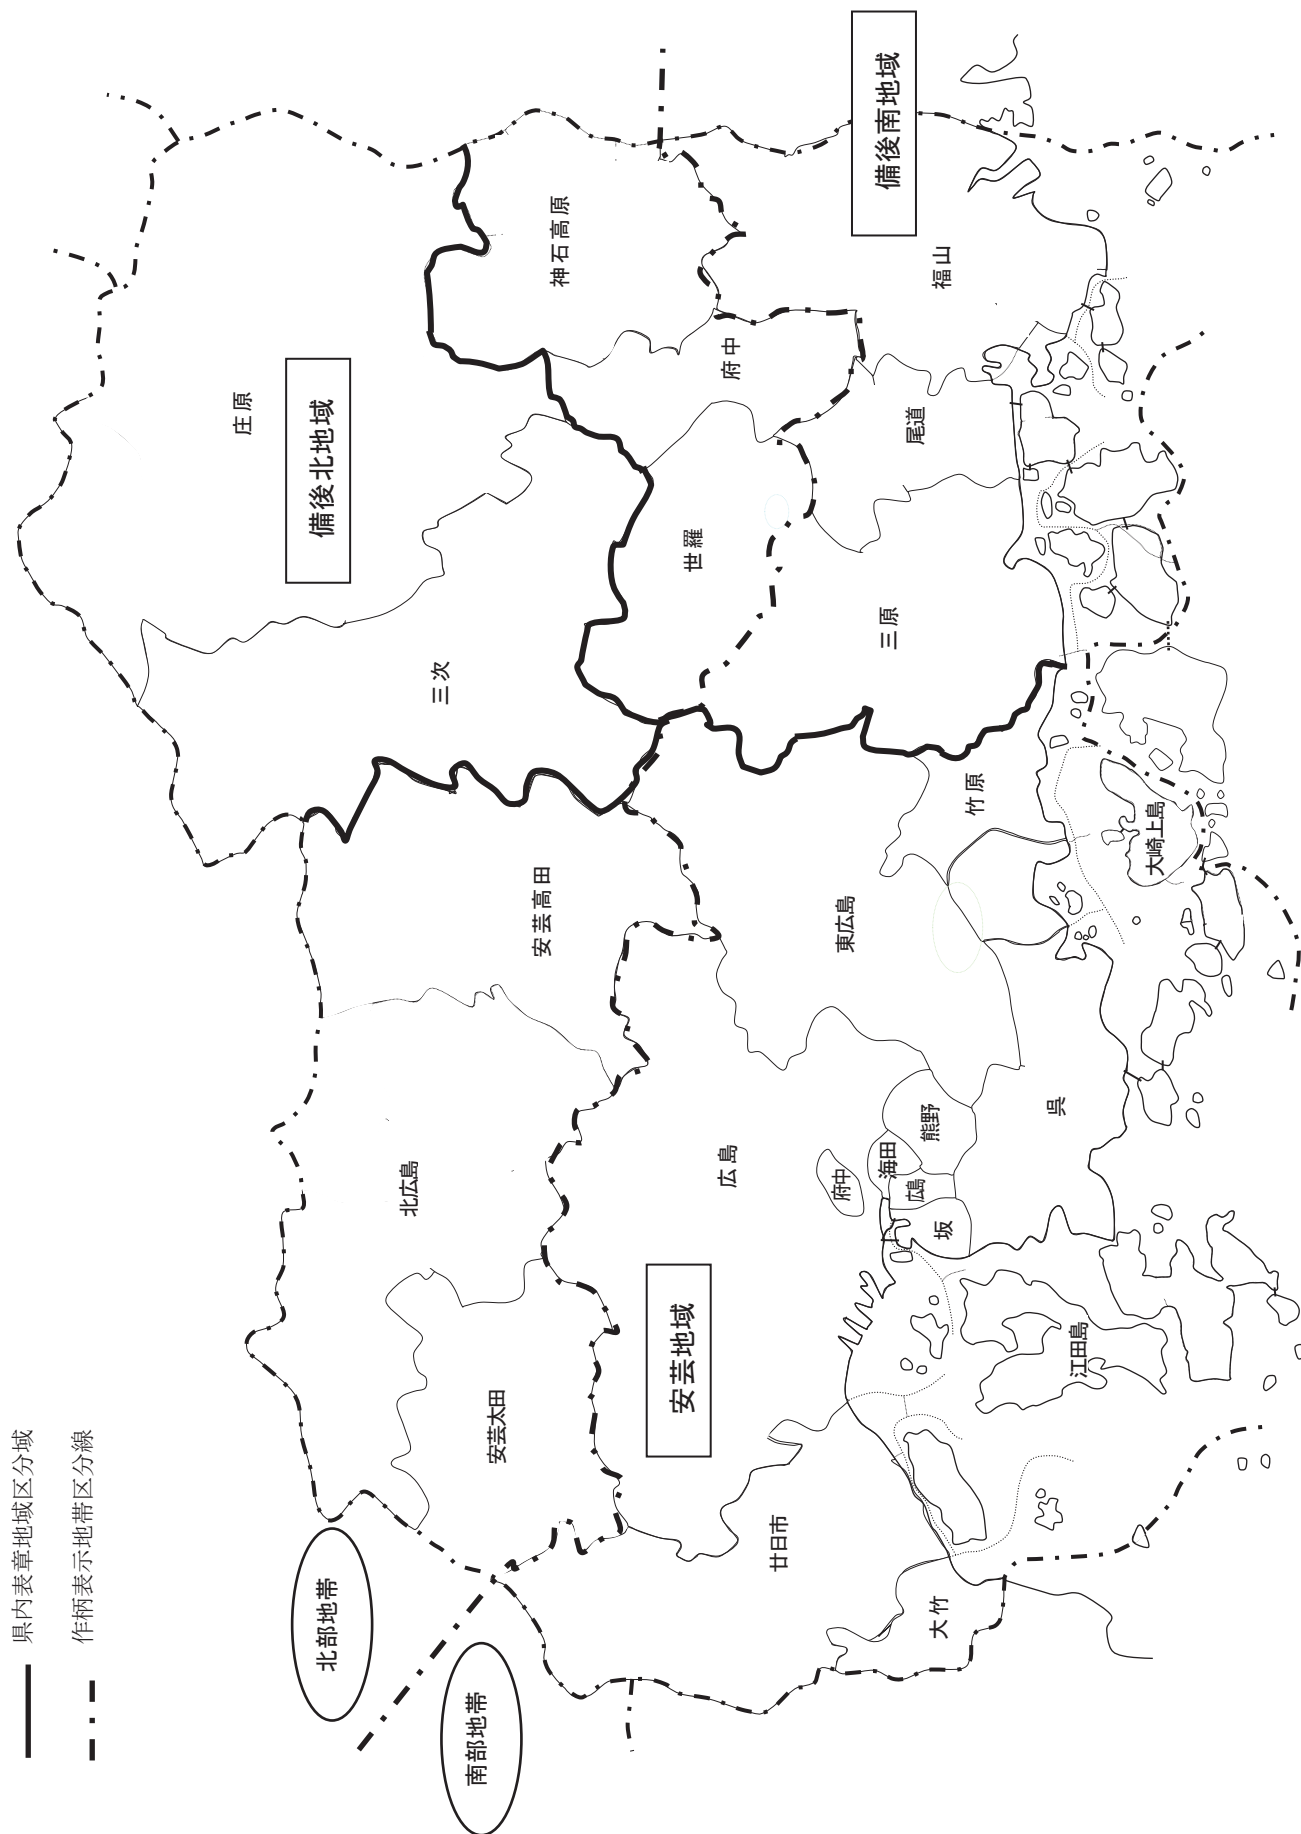 県内表章地域区分域
作柄表示地帯区分線
北部地帯
南部地帯
備後北地域
備後南地域
安芸地域
庄原
三次
神石高原
府中
世羅
福山
尾道
三原
竹原
大崎上島
安芸高田
東広島
北広島
広島
安芸太田
府中
海田
熊野
広島
坂
呉
江田島
廿日市
大竹